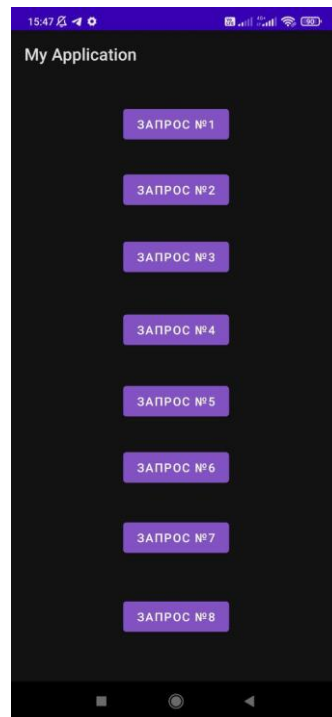 15:47
My Application
ЗАПРОС №1
ЗАПРОС №2
ЗАПРОС №3
ЗАПРОС №4
ЗАПРОС №5
ЗАПРОС №6
ЗАПРОС №7
ЗАПРОС №8